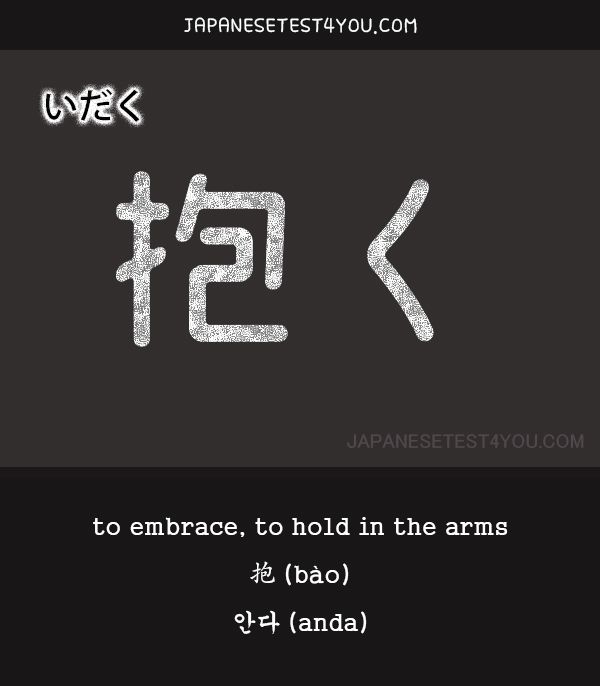 JAPANESETEST4YOU.COM
いだく
抱く
JAPANESETEST4YOU.COM
to embrace, to hold in the arms
抱 (bào)
안다 (anda)